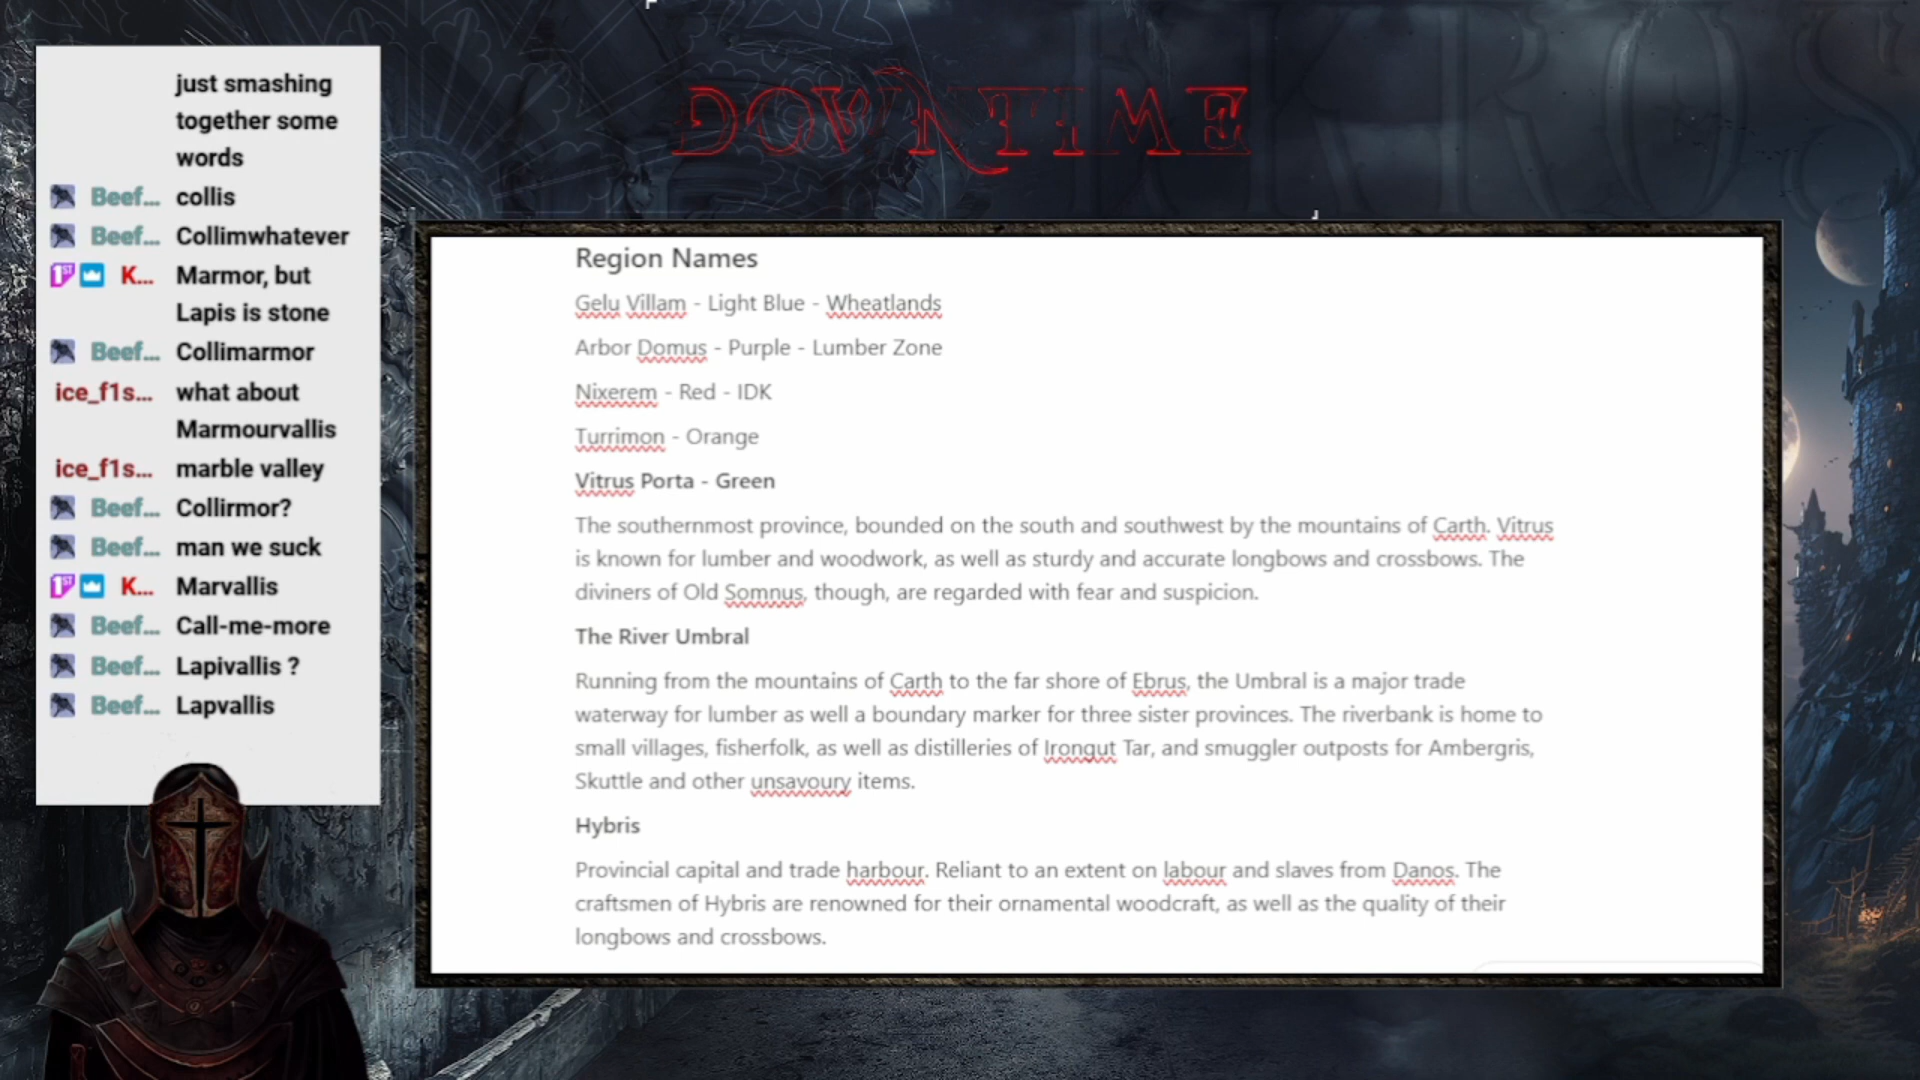 just smashing
together some
words
Beef... collis
Beef... Collimwhatever
1ST K... Marmor, but
Lapis is stone
Beef... Collimarmor
ice_f1s... what about
Marmourvallis
ice_f1s... marble valley
Beef... Collirmor?
Beef... man we suck
1ST K... Marvallis
Beef... Call-me-more
Beef... Lapivallis ?
Beef... Lapvallis
DOWNTIME
Region Names
Gelu Villam - Light Blue - Wheatlands
Arbor Domus - Purple - Lumber Zone
Nixerem - Red - IDK
Turrimon - Orange
Vitrus Porta - Green
The southernmost province, bounded on the south and southwest by the mountains of Carth. Vitrus
is known for lumber and woodwork, as well as sturdy and accurate longbows and crossbows. The
diviners of Old Somnus, though, are regarded with fear and suspicion.
The River Umbral
Running from the mountains of Carth to the far shore of Ebrus, the Umbral is a major trade
waterway for lumber as well a boundary marker for three sister provinces. The riverbank is home to
small villages, fisherfolk, as well as distilleries of Irongut Tar, and smuggler outposts for Ambergris,
Skuttle and other unsavoury items.
Hybris
Provincial capital and trade harbour. Reliant to an extent on labour and slaves from Danos. The
craftsmen of Hybris are renowned for their ornamental woodcraft, as well as the quality of their
longbows and crossbows.